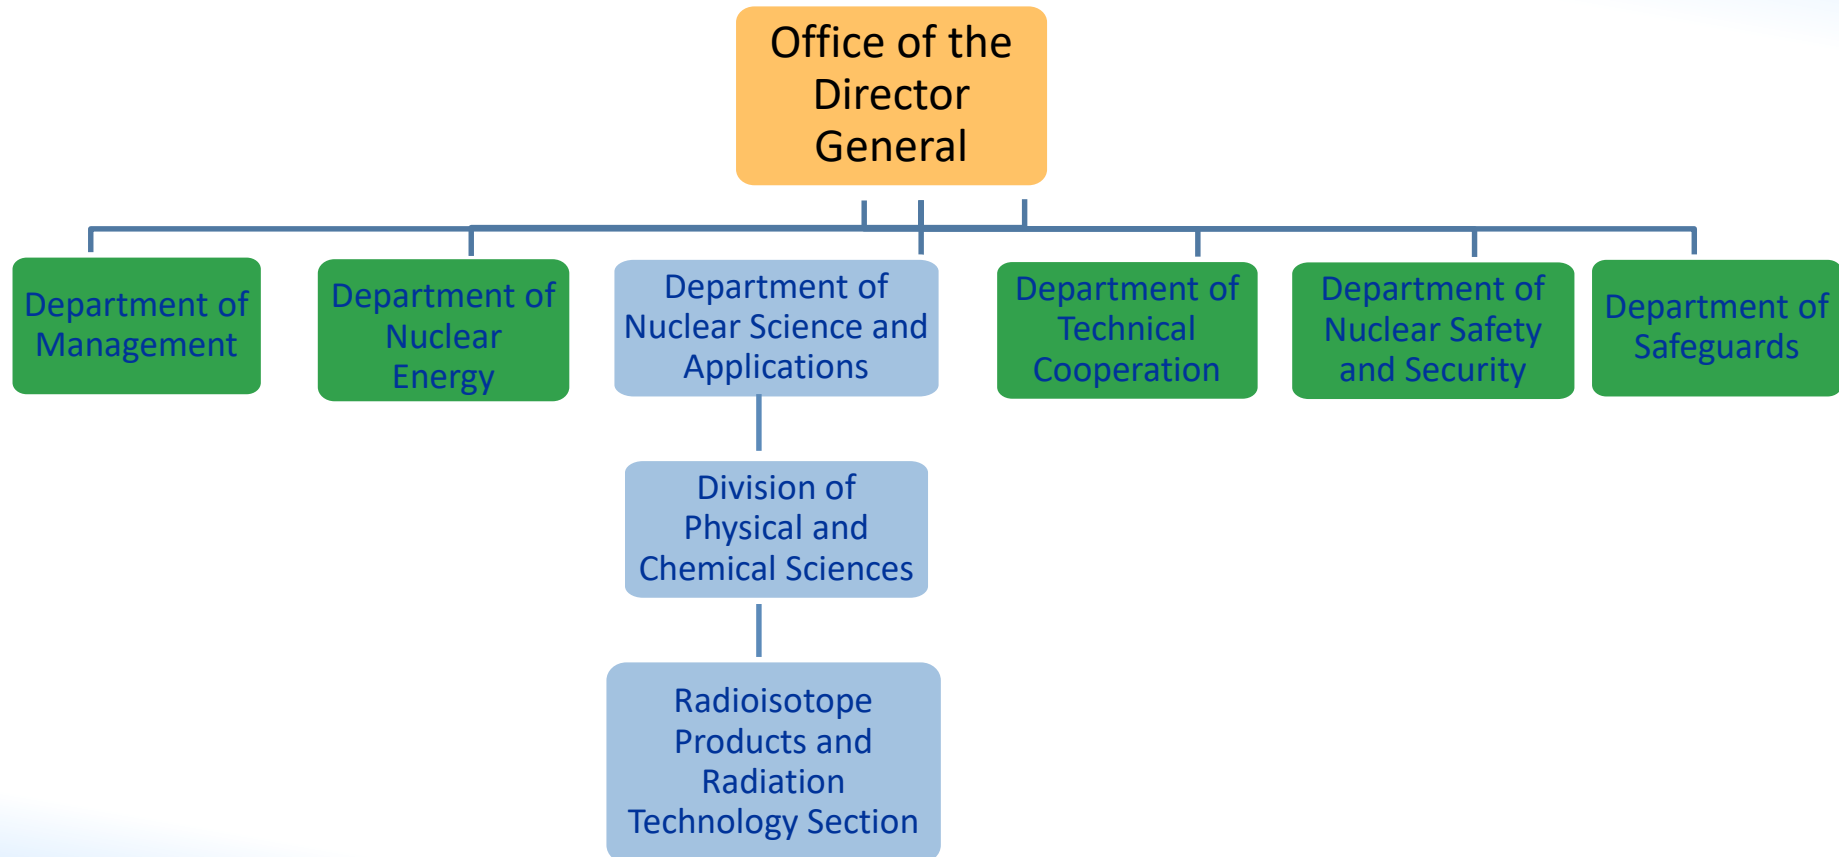 Office of the
Director
General
Department of
Management
Department of
Nuclear
Energy
Department of
Nuclear Science and
Applications
Department of
Technical
Cooperation
Department of
Nuclear Safety
and Security
Department of
Safeguards
Division of
Physical and
Chemical Sciences
Radioisotope
Products and
Radiation
Technology Section